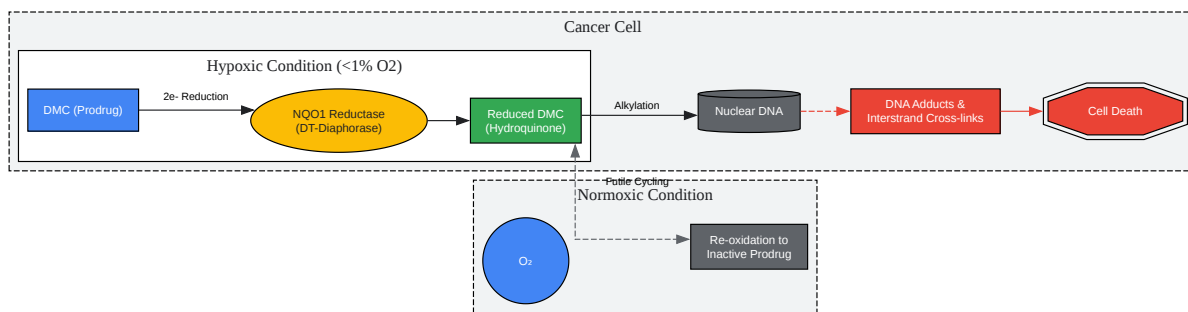 Cancer Cell
Hypoxic Condition (<1% O2)
DMC (Prodrug)
2e- Reduction
NQO1 Reductase
(DT-Diaphorase)
Reduced DMC
(Hydroquinone)
Alkylation
Nuclear DNA
DNA Adducts &
Interstrand Cross-links
Cell Death
Futile Cycling
Normoxic Condition
O₂
Re-oxidation to
Inactive Prodrug